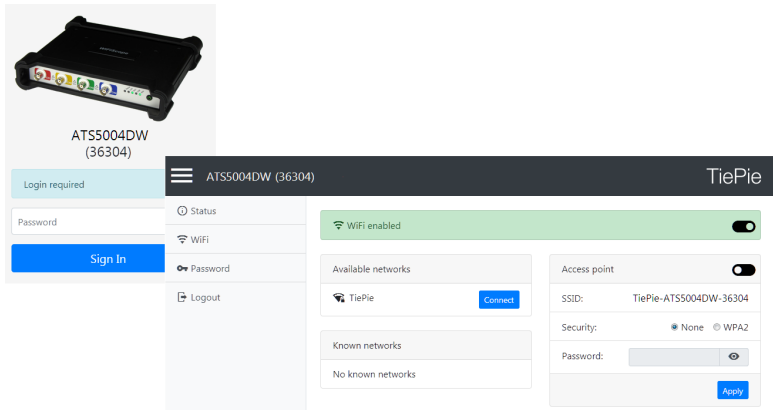 ATS5004DW
(36304)
Login required
Password
Sign In
ATS5004DW (36304)
TiePie
Status
WiFi
Password
Logout
WiFi enabled
Available networks
TiePie
Connect
Known networks
No known networks
Access point
SSID: TiePie-ATS5004DW-36304
Security: None WPA2
Password:
Apply